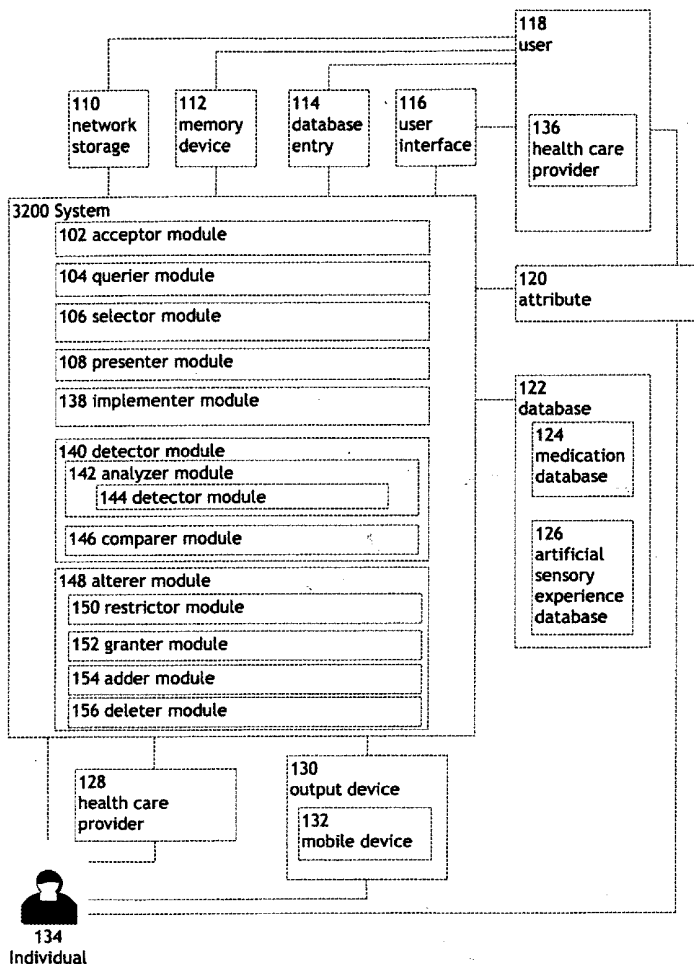 118
user
110
network
storage
112
memory
device
114
database
entry
116
user
interface
136
health care
provider
3200 System
102 acceptor module
104 querier module
106 selector module
108 presenter module
138 implementer module
140 detector module
142 analyzer module
144 detector module
146 comparer module
148 alterer module
150 restrictor module
152 granter module
154 adder module
156 deleter module
120
attribute
122
database
124
medication
database
126
artificial
sensory
experience
database
128
health care
provider
130
output device
132
mobile device
134
Individual